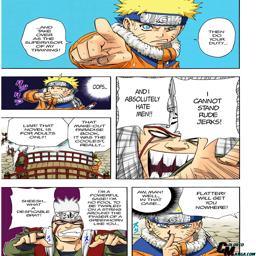 THEN
DO
YOUR
DUTY...
...AND
TAKE
OVER
AS THE
SUPERVISOR
OF MY
TRAINING!
I
CANNOT
STAND
RUDE
JERKS!
AND I
ABSOLUTELY
HATE
MEN!!
OOPS...
THAT
MAKE-OUT
PARADISE
BOOK,
IT WAS THE
COOLEST,
REALLY...
LIAR! THAT
NOVEL IS
FOR ADULTS
ONLY!
FLATTERY
WILL GET
YOU
NOWHERE!
AW, MAN!
WELL,
IN THAT
CASE...
I'M A
POWERFUL
SAGE! I'M
NO FOOL
TO BE
TWIRLED
AROUND THE
FINGER OF A
GREENHORN
LIKE YOU...
SHEESH...
WHAT
A
DESPICABLE
BRAT!